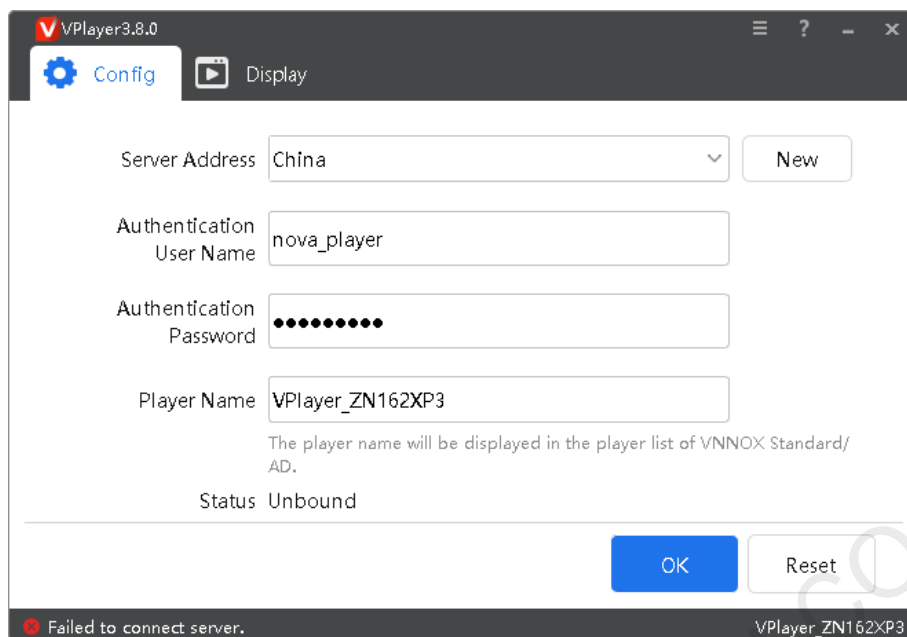 VPlayer3.8.0
Config
Display
Server Address China New
Authentication
User Name nova_player
Authentication
Password
Player Name VPlayer_ZN162XP3
The player name will be displayed in the player list of VNNOX Standard/
AD.
Status Unbound
OK Reset
Failed to connect server. VPlayer_ZN162XP3